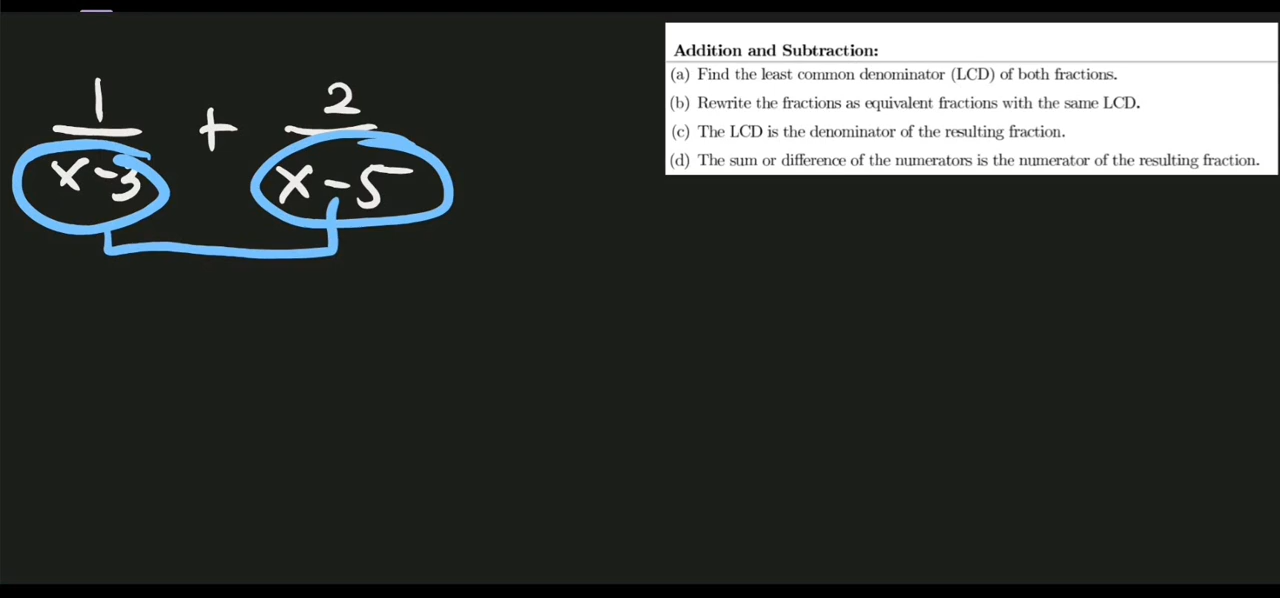 1/(x-3) + 2/(x-5)
Addition and Subtraction:
(a) Find the least common denominator (LCD) of both fractions.
(b) Rewrite the fractions as equivalent fractions with the same LCD.
(c) The LCD is the denominator of the resulting fraction.
(d) The sum or difference of the numerators is the numerator of the resulting fraction.